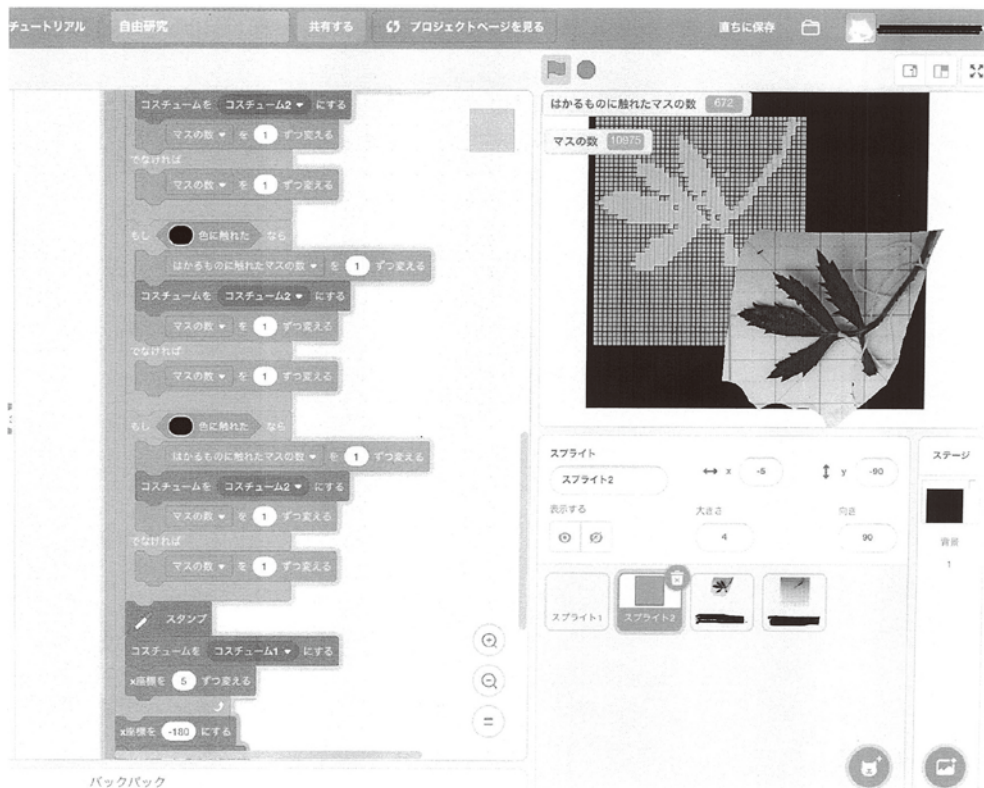 チュートリアル 自由研究 共有する プロジェクトページを見る 直ちに保存
コスチュームを コスチューム2 にする
マスの数 を 1 ずつ変える
でなければ
マスの数 を 1 ずつ変える
もし 色に触れた なら
はかるものに触れたマスの数 を 1 ずつ変える
コスチュームを コスチューム2 にする
マスの数 を 1 ずつ変える
でなければ
マスの数 を 1 ずつ変える
もし 色に触れた なら
はかるものに触れたマスの数 を 1 ずつ変える
コスチュームを コスチューム2 にする
マスの数 を 1 ずつ変える
でなければ
マスの数 を 1 ずつ変える
スタンプ
コスチュームを コスチューム1 にする
x座標を 5 ずつ変える
x座標を -180 にする
バックパック
はかるものに触れたマスの数 672
マスの数 10975
スプライト
スプライト2 x -5 y -90
表示する 大きさ 4 向き 90
スプライト1 スプライト2
ステージ
背景
1